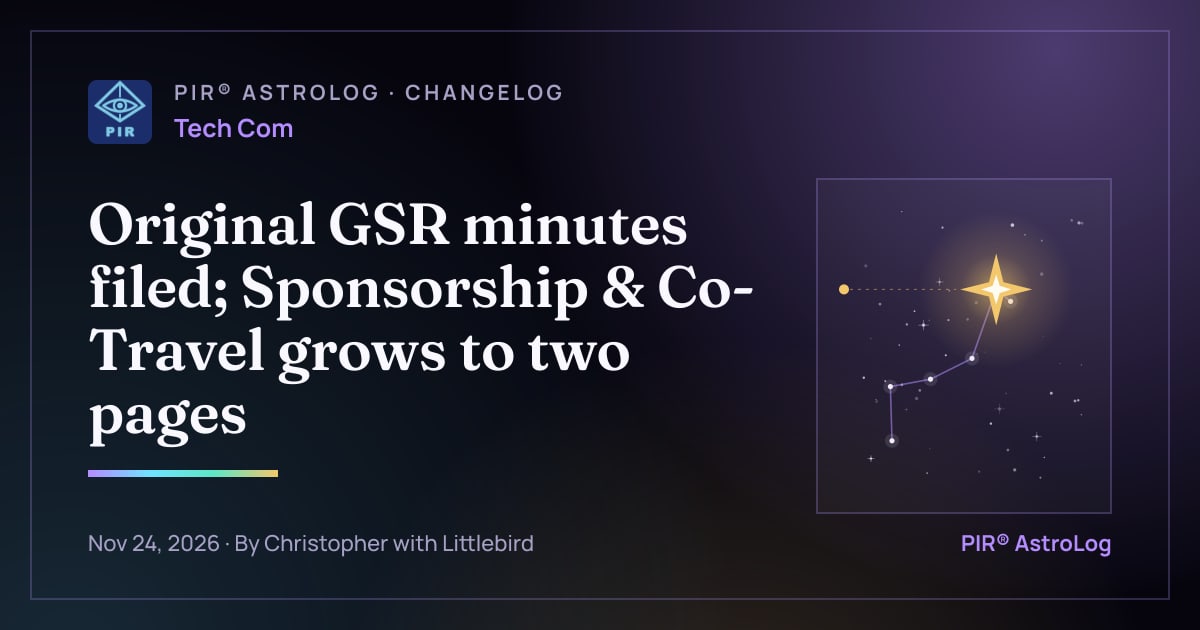 PIR
PIR® ASTROLOG · CHANGELOG
Tech Com
Original GSR minutes
filed; Sponsorship & Co-
Travel grows to two
pages
Nov 24, 2026 · By Christopher with Littlebird
PIR® AstroLog